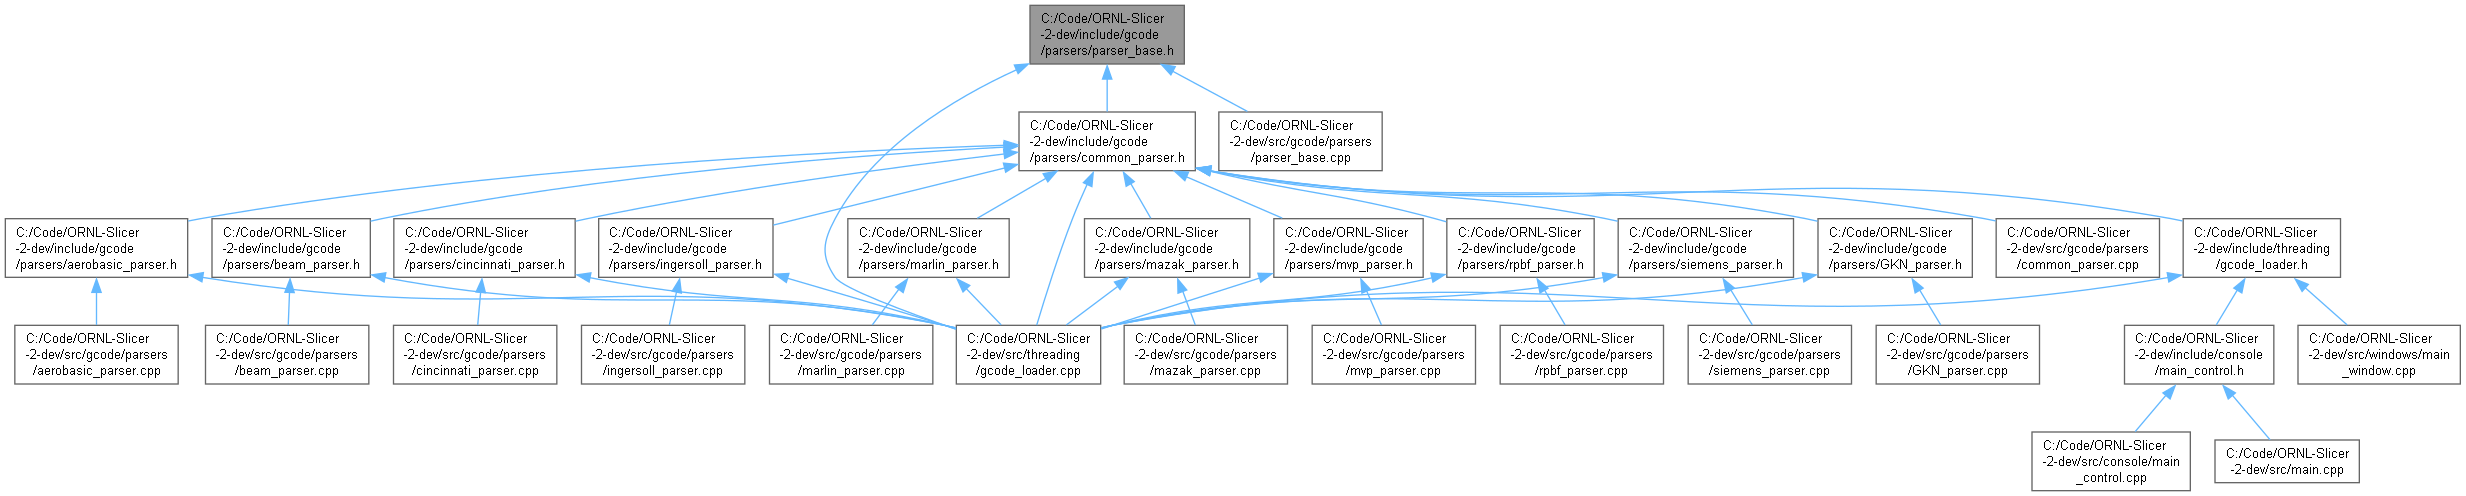 C:/Code/ORNL-Slicer
-2-dev/include/gcode
/parsers/parser_base.h
C:/Code/ORNL-Slicer
-2-dev/include/gcode
/parsers/common_parser.h
C:/Code/ORNL-Slicer
-2-dev/src/gcode/parsers
/parser_base.cpp
C:/Code/ORNL-Slicer
-2-dev/include/gcode
/parsers/aerobasic_parser.h
C:/Code/ORNL-Slicer
-2-dev/include/gcode
/parsers/beam_parser.h
C:/Code/ORNL-Slicer
-2-dev/include/gcode
/parsers/cincinnati_parser.h
C:/Code/ORNL-Slicer
-2-dev/include/gcode
/parsers/ingersoll_parser.h
C:/Code/ORNL-Slicer
-2-dev/include/gcode
/parsers/marlin_parser.h
C:/Code/ORNL-Slicer
-2-dev/include/gcode
/parsers/mazak_parser.h
C:/Code/ORNL-Slicer
-2-dev/include/gcode
/parsers/mvp_parser.h
C:/Code/ORNL-Slicer
-2-dev/include/gcode
/parsers/rpbf_parser.h
C:/Code/ORNL-Slicer
-2-dev/include/gcode
/parsers/siemens_parser.h
C:/Code/ORNL-Slicer
-2-dev/include/gcode
/parsers/GKN_parser.h
C:/Code/ORNL-Slicer
-2-dev/src/gcode/parsers
/common_parser.cpp
C:/Code/ORNL-Slicer
-2-dev/include/threading
/gcode_loader.h
C:/Code/ORNL-Slicer
-2-dev/src/gcode/parsers
/aerobasic_parser.cpp
C:/Code/ORNL-Slicer
-2-dev/src/gcode/parsers
/beam_parser.cpp
C:/Code/ORNL-Slicer
-2-dev/src/gcode/parsers
/cincinnati_parser.cpp
C:/Code/ORNL-Slicer
-2-dev/src/gcode/parsers
/ingersoll_parser.cpp
C:/Code/ORNL-Slicer
-2-dev/src/gcode/parsers
/marlin_parser.cpp
C:/Code/ORNL-Slicer
-2-dev/src/threading
/gcode_loader.cpp
C:/Code/ORNL-Slicer
-2-dev/src/gcode/parsers
/mazak_parser.cpp
C:/Code/ORNL-Slicer
-2-dev/src/gcode/parsers
/mvp_parser.cpp
C:/Code/ORNL-Slicer
-2-dev/src/gcode/parsers
/rpbf_parser.cpp
C:/Code/ORNL-Slicer
-2-dev/src/gcode/parsers
/siemens_parser.cpp
C:/Code/ORNL-Slicer
-2-dev/src/gcode/parsers
/GKN_parser.cpp
C:/Code/ORNL-Slicer
-2-dev/include/console
/main_control.h
C:/Code/ORNL-Slicer
-2-dev/src/windows/main
_window.cpp
C:/Code/ORNL-Slicer
-2-dev/src/console/main
_control.cpp
C:/Code/ORNL-Slicer
-2-dev/src/main.cpp